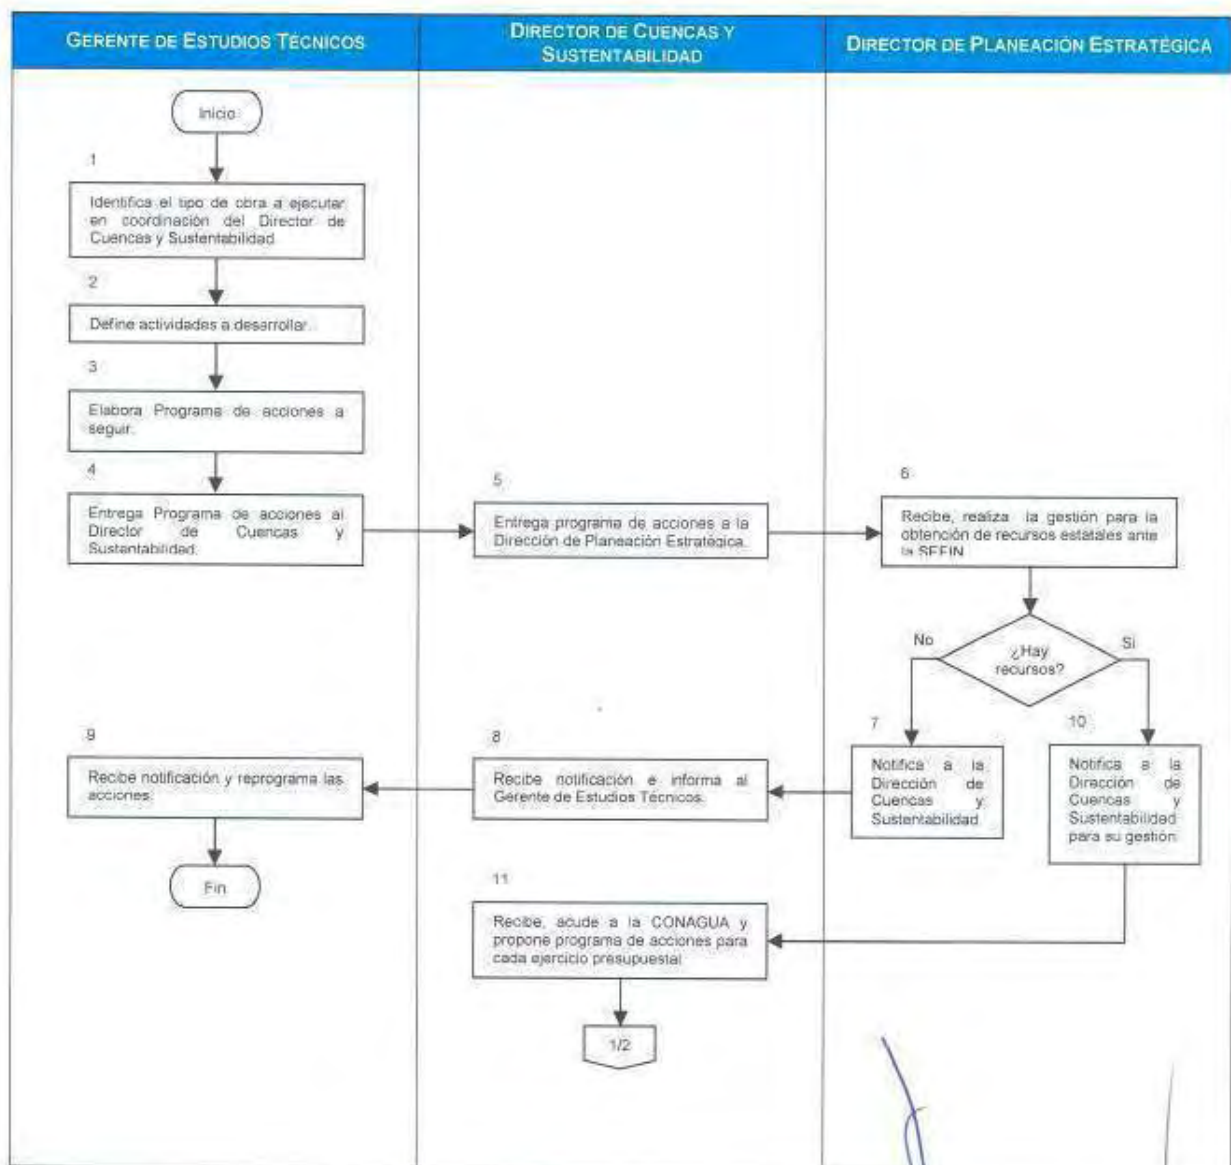 GERENTE DE ESTUDIOS TÉCNICOS
DIRECTOR DE CUENCAS Y
SUSTENTABILIDAD
DIRECTOR DE PLANEACIÓN ESTRATÉGICA
Inicio
1
Identifica el tipo de obra a ejecutar
en coordinación del Director de
Cuencas y Sustentabilidad.
2
Define actividades a desarrollar.
3
Elabora Programa de acciones a
seguir.
4
Entrega Programa de acciones al
Director de Cuencas y
Sustentabilidad.
5
Entrega programa de acciones a la
Dirección de Planeación Estratégica.
6
Recibe, realiza la gestión para la
obtención de recursos estatales ante
la SEFIN
¿Hay
recursos?
No
Si
7
Notifica a la
Dirección de
Cuencas y
Sustentabilidad
8
Recibe notificación e informa al
Gerente de Estudios Técnicos.
9
Recibe notificación y reprograma las
acciones.
Fin
10
Notifica a la
Dirección de
Cuencas y
Sustentabilidad
para su gestión
11
Recibe, acude a la CONAGUA y
propone programa de acciones para
cada ejercicio presupuestal
1/2